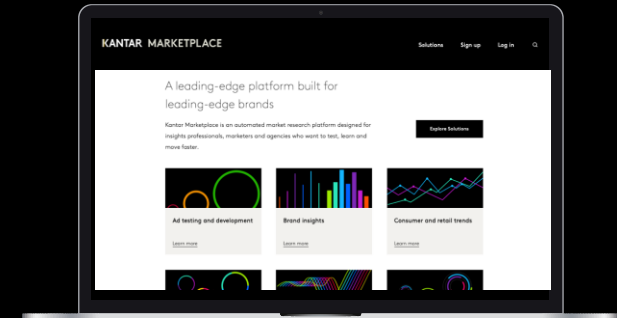 KANTAR MARKETPLACE
Solutions Sign up Log in
A leading-edge platform built for
leading-edge brands
Kantar Marketplace is an automated market research platform designed for
insights professionals, marketers and agencies who want to test, learn and
move faster.
Explore Solutions
Ad testing and development
Learn more
Brand insights
Learn more
Consumer and retail trends
Learn more